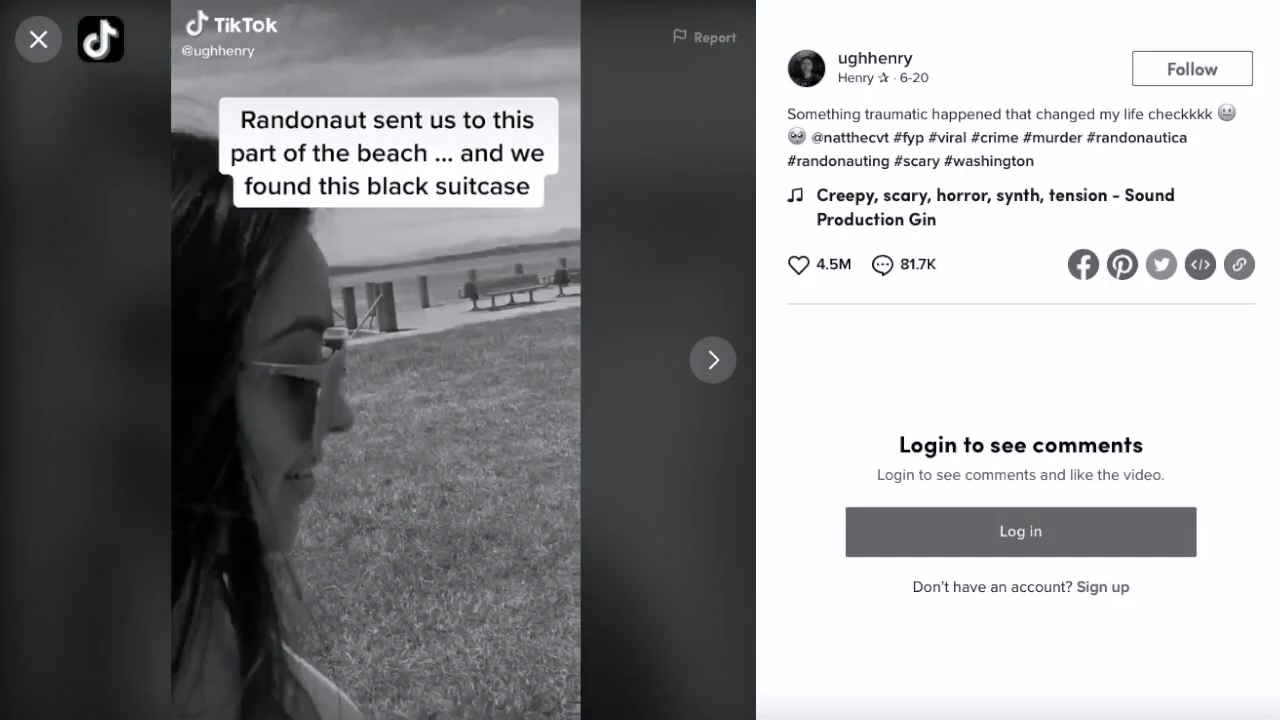 TikTok
@ughhenry
Report
Randonaut sent us to this
part of the beach ... and we
found this black suitcase
ughhenry
Henry ✰ · 6-20
Follow
Something traumatic happened that changed my life checkkkk 😐
🥺 @natthecvt #fyp #viral #crime #murder #randonautica
#randonauting #scary #washington
Creepy, scary, horror, synth, tension - Sound
Production Gin
4.5M
81.7K
Login to see comments
Login to see comments and like the video.
Log in
Don't have an account? Sign up